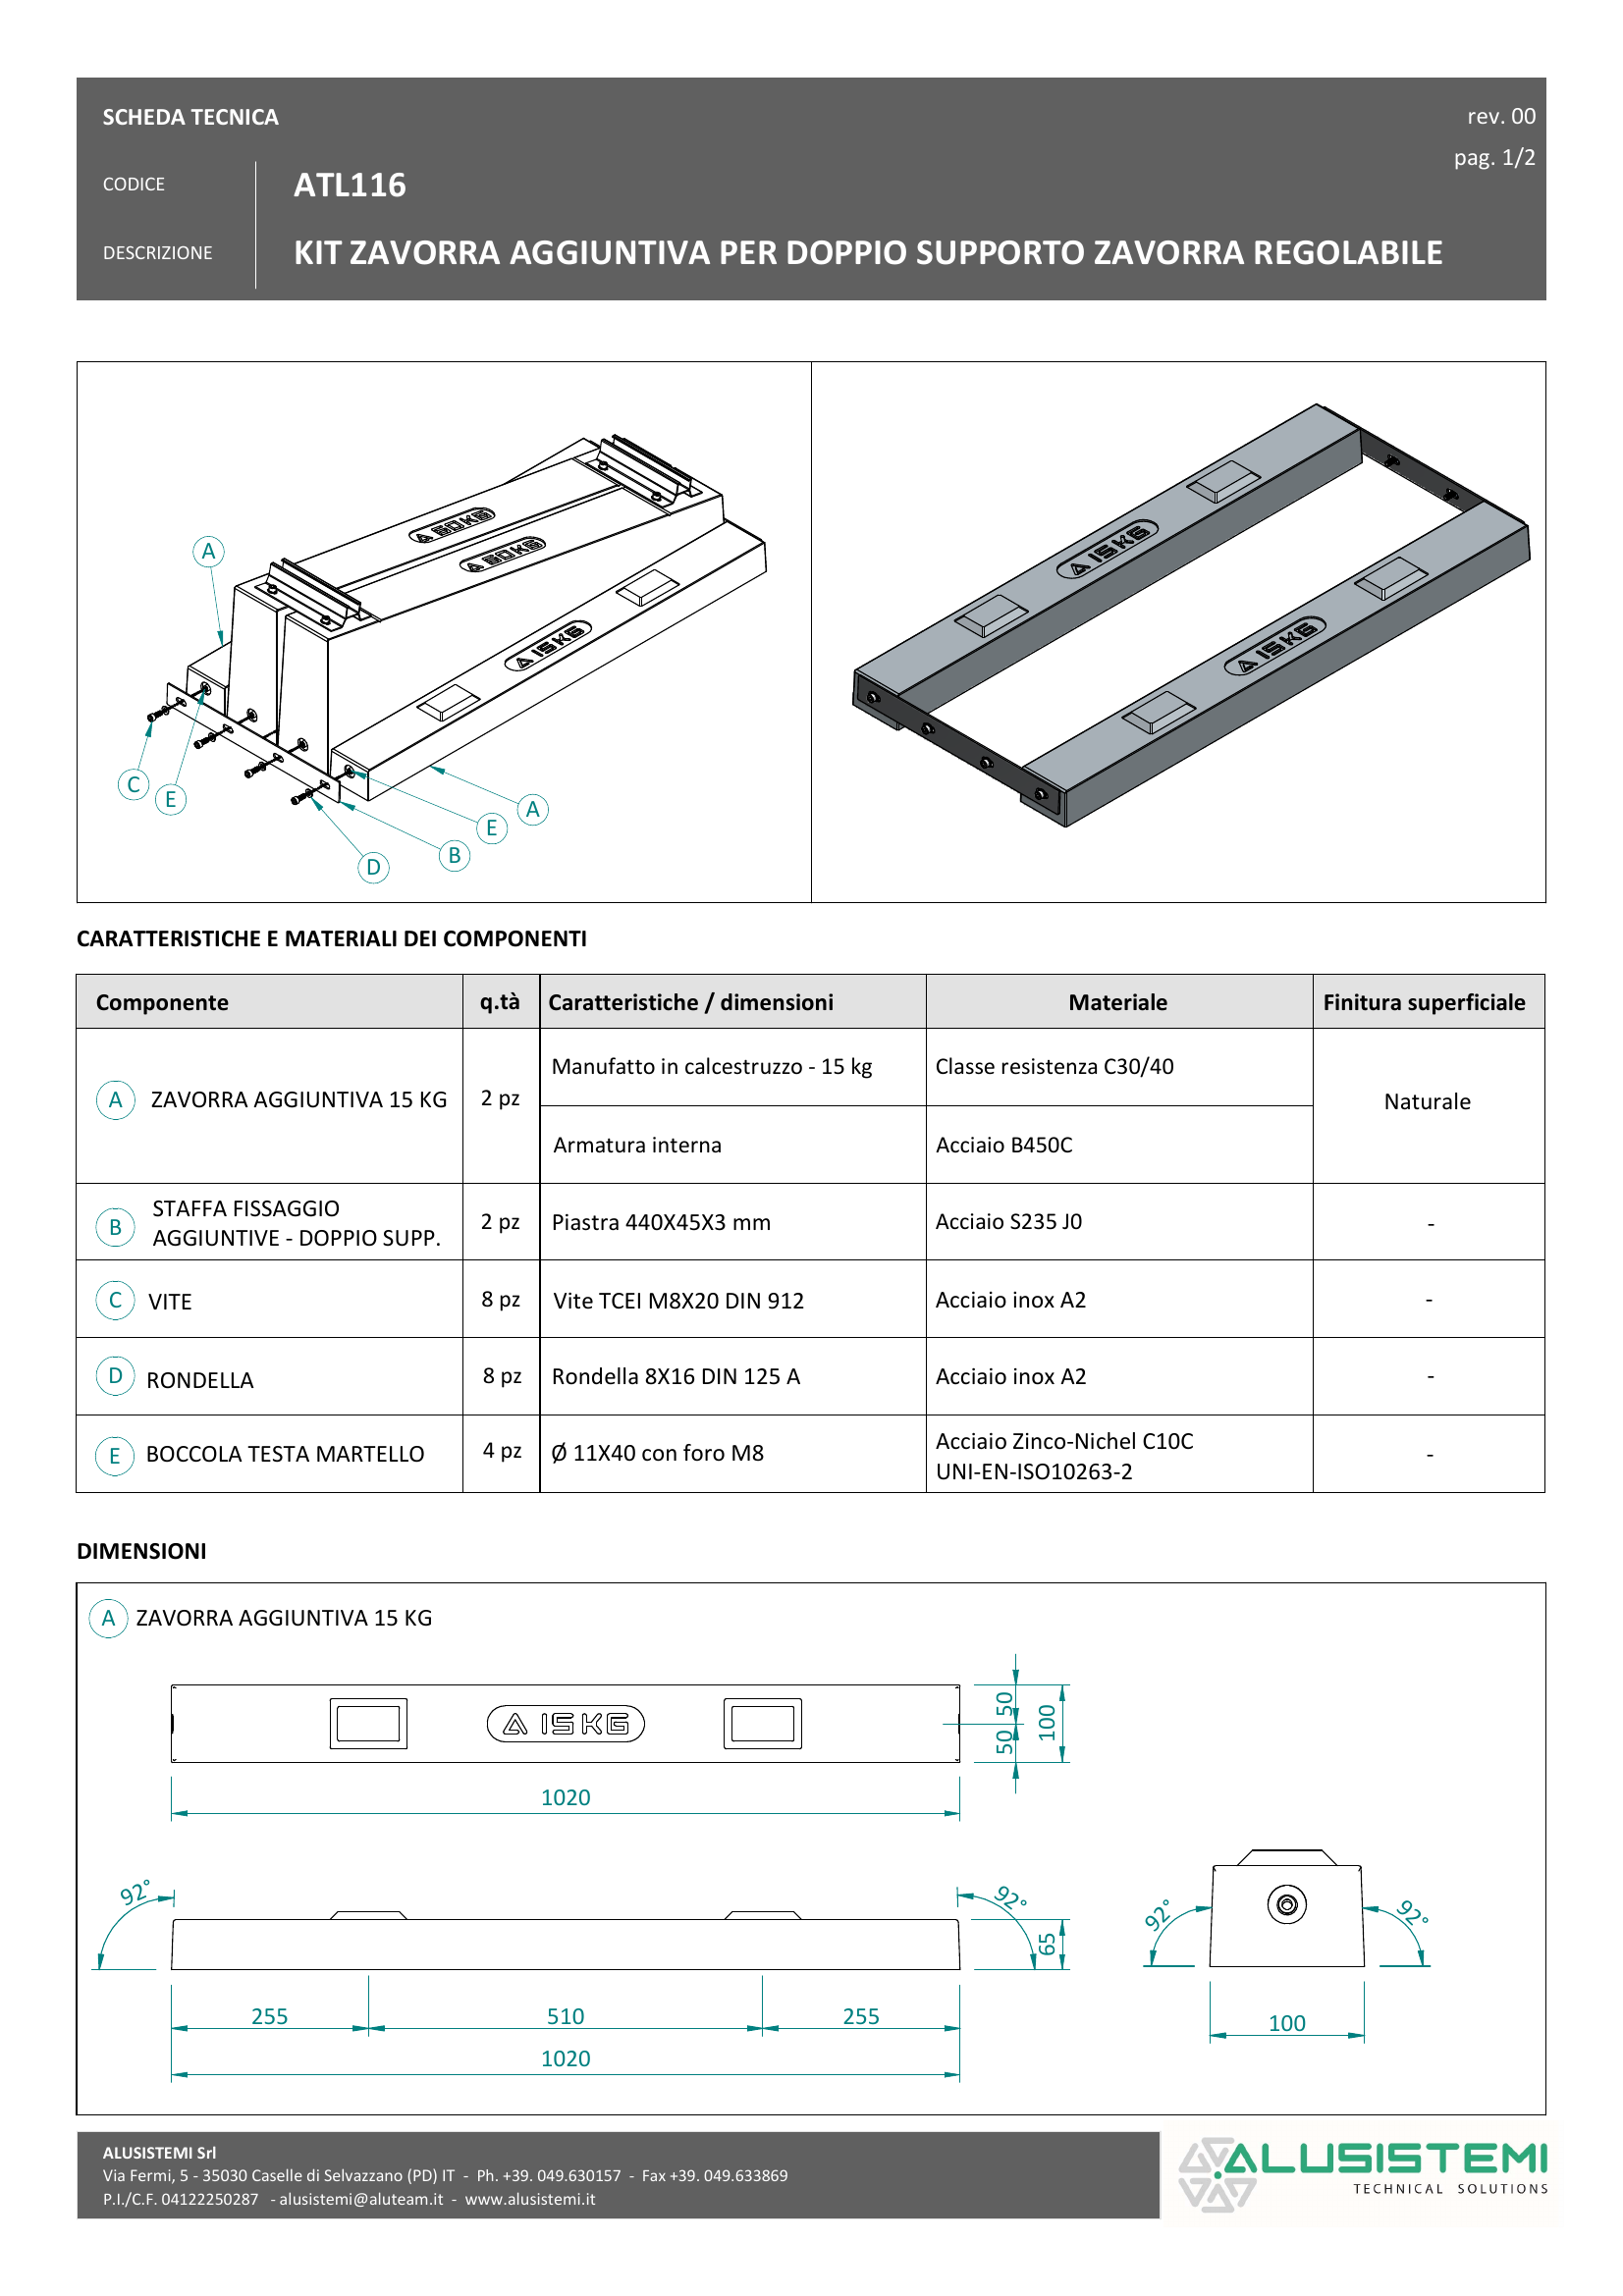 SCHEDA TECNICA
rev. 00
pag. 1/2
CODICE
ATL116
DESCRIZIONE
KIT ZAVORRA AGGIUNTIVA PER DOPPIO SUPPORTO ZAVORRA REGOLABILE
A 60KG
A 60KG
A 15KG
A
C
E
A
E
B
D
A 15KG
A 15KG
CARATTERISTICHE E MATERIALI DEI COMPONENTI
Componente q.tà Caratteristiche / dimensioni Materiale Finitura superficiale
A ZAVORRA AGGIUNTIVA 15 KG 2 pz Manufatto in calcestruzzo - 15 kg Classe resistenza C30/40 Naturale
Armatura interna Acciaio B450C
B STAFFA FISSAGGIO
AGGIUNTIVE - DOPPIO SUPP. 2 pz Piastra 440X45X3 mm Acciaio S235 J0 -
C VITE 8 pz Vite TCEI M8X20 DIN 912 Acciaio inox A2 -
D RONDELLA 8 pz Rondella 8X16 DIN 125 A Acciaio inox A2 -
E BOCCOLA TESTA MARTELLO 4 pz Ø 11X40 con foro M8 Acciaio Zinco-Nichel C10C
UNI-EN-ISO10263-2 -
DIMENSIONI
A ZAVORRA AGGIUNTIVA 15 KG
A 15KG
50
50
100
1020
92°
92°
65
255 510 255
1020
92°
92°
100
ALUSISTEMI Srl
Via Fermi, 5 - 35030 Caselle di Selvazzano (PD) IT - Ph. +39. 049.630157 - Fax +39. 049.633869
P.I./C.F. 04122250287 - alusistemi@aluteam.it - www.alusistemi.it
ALUSISTEMI
TECHNICAL SOLUTIONS